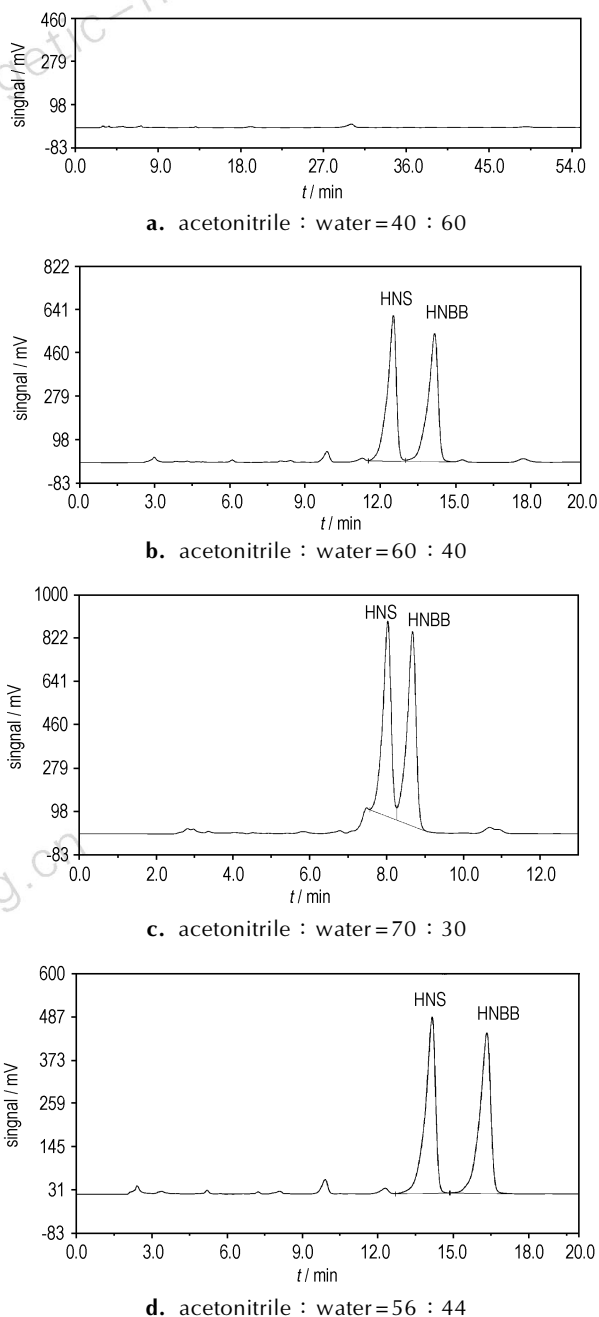 getic-m
460
279
98
-83
singnal / mV
0.0 9.0 18.0 27.0 36.0 45.0 54.0
t / min
a. acetonitrile：water=40：60
822
641
460
279
98
-83
singnal / mV
HNS
HNBB
0.0 3.0 6.0 9.0 12.0 15.0 18.0 20.0
t / min
b. acetonitrile：water=60：40
1000
822
641
460
279
98
-83
singnal / mV
HNS HNBB
0.0 2.0 4.0 6.0 8.0 10.0 12.0
t / min
g.cn
c. acetonitrile：water=70：30
600
487
373
259
145
31
-83
singnal / mV
HNS
HNBB
0.0 3.0 6.0 9.0 12.0 15.0 18.0 20.0
t / min
d. acetonitrile：water=56：44